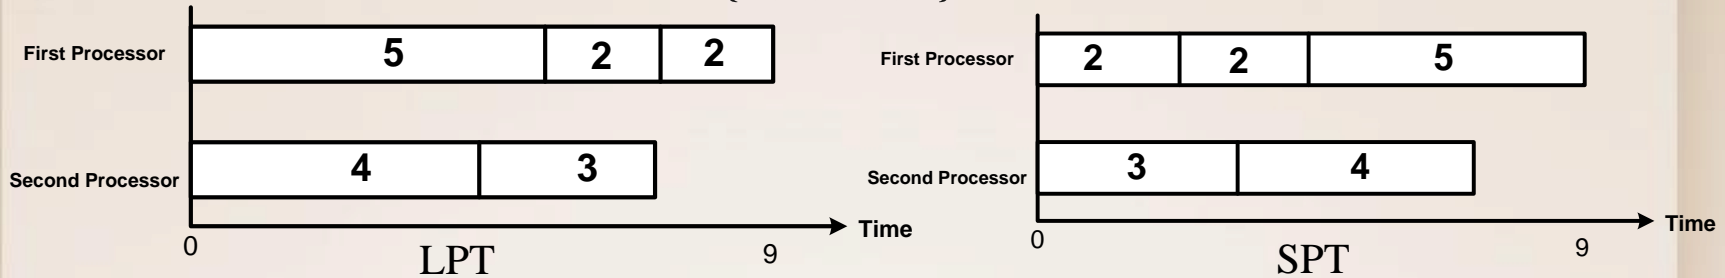 First Processor
5 2 2
Second Processor
4 3
Time
0
9
LPT
First Processor
2 2 5
Second Processor
3 4
Time
0
9
SPT